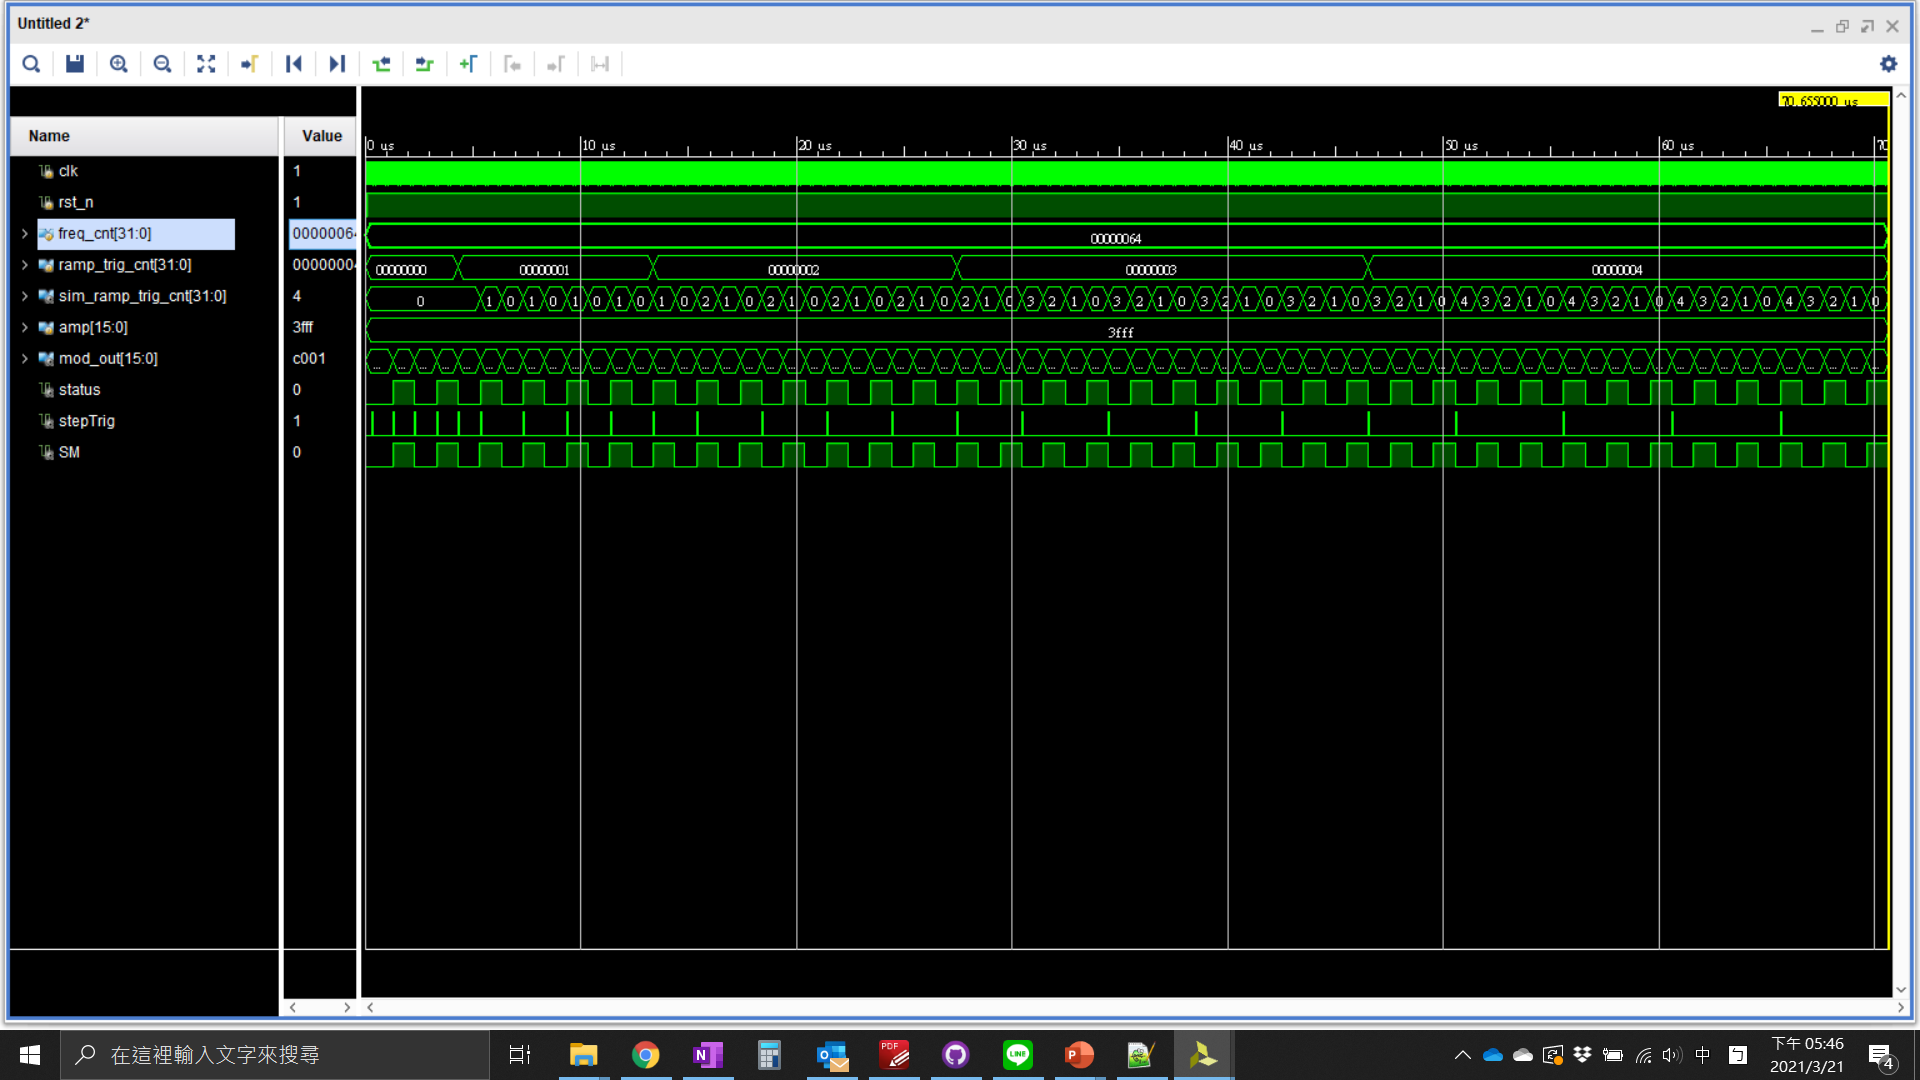 Untitled 2*
70.655000 us
Name Value
0 us 10 us 20 us 30 us 40 us 50 us 60 us 70
clk 1
rst_n 1
freq_cnt[31:0] 00000064 00000064
ramp_trig_cnt[31:0] 00000004 00000000 00000001 00000002 00000003 00000004
sim_ramp_trig_cnt[31:0] 4 0 1 0 1 0 1 0 1 0 1 0 2 1 0 2 1 0 2 1 0 2 1 0 2 1 0 3 2 1 0 3 2 1 0 3 2 1 0 3 2 1 0 3 2 1 0 4 3 2 1 0 4 3 2 1 0 4 3 2 1 0 4 3 2 1 0
amp[15:0] 3fff 3fff
mod_out[15:0] c001 ... ... ... ... ... ... ... ... ... ... ... ... ... ... ... ... ... ... ... ... ... ... ... ... ... ... ... ... ... ... ... ... ... ... ... ... ... ... ... ... ... ... ... ... ... ... ... ... ... ... ... ... ... ... ... ... ... ... ... ... ... ... ... ... ... ... ... ... ... ...
status 0
stepTrig 1
SM 0
在這裡輸入文字來搜尋
PDF
N
LINE
P
中
下午 05:46
2021/3/21
4